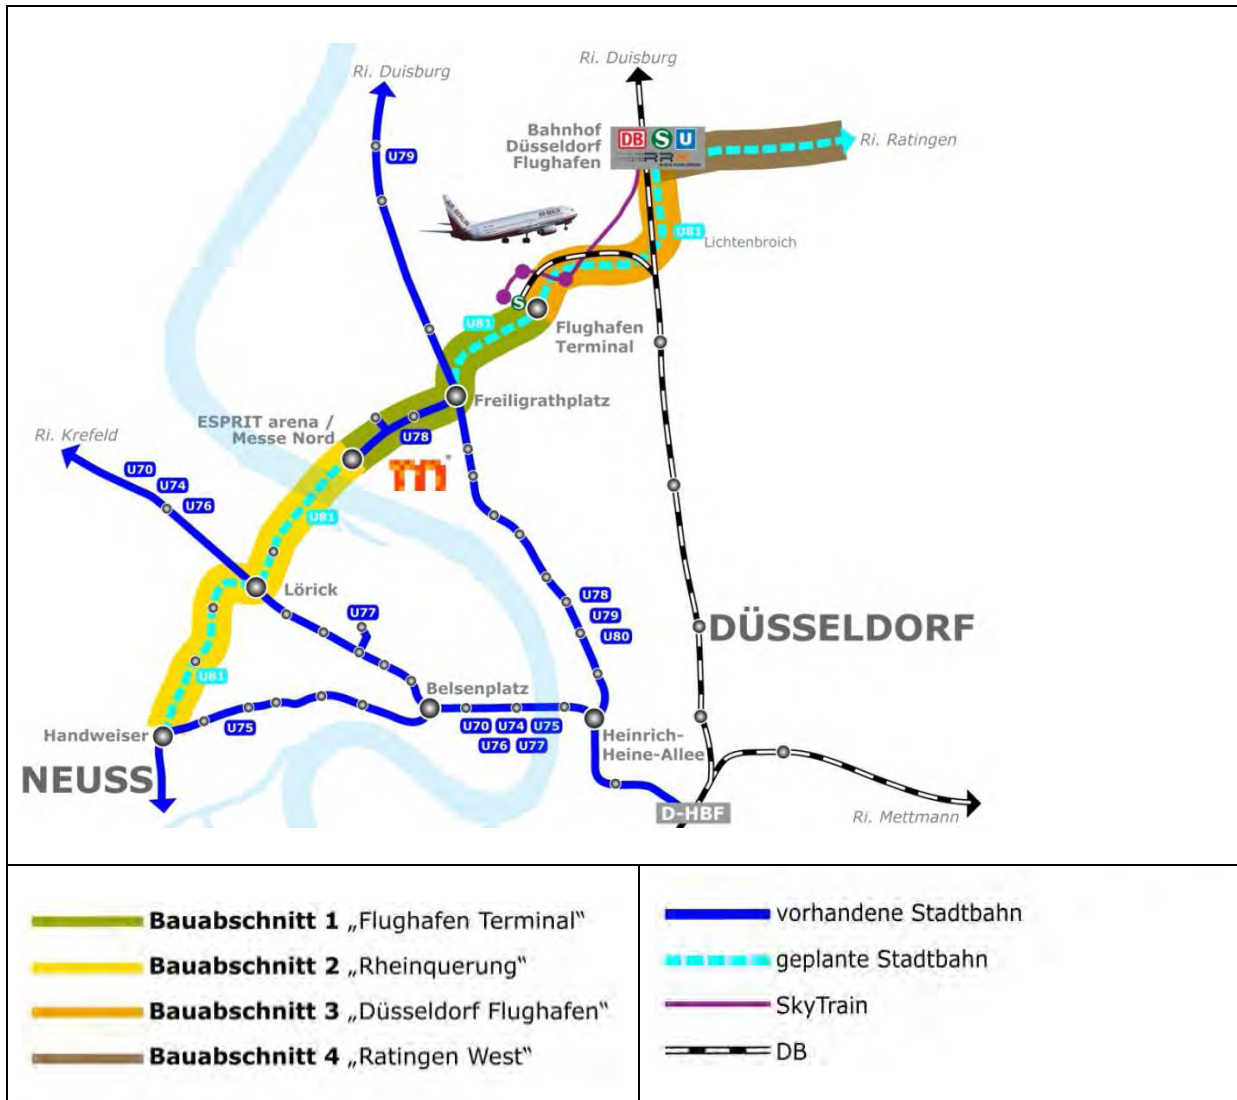 Ri. Duisburg
Ri. Duisburg
U79
Bahnhof
Düsseldorf
Flughafen
DB S U
RRX
Ri. Ratingen
U81
Lichtenbroich
S
U81
Flughafen
Terminal
Freiligrathplatz
ESPRIT arena /
Messe Nord
U78
Ri. Krefeld
U70
U74
U76
U81
Lörick
U77
U78
U79
U80
DÜSSELDORF
U81
Belsenplatz
U75
U70 U74 U75
U76 U77
Handweiser
Heinrich-
Heine-Allee
NEUSS
D-HBF
Ri. Mettmann
Bauabschnitt 1 „Flughafen Terminal“
Bauabschnitt 2 „Rheinquerung“
Bauabschnitt 3 „Düsseldorf Flughafen“
Bauabschnitt 4 „Ratingen West“
vorhandene Stadtbahn
geplante Stadtbahn
SkyTrain
DB